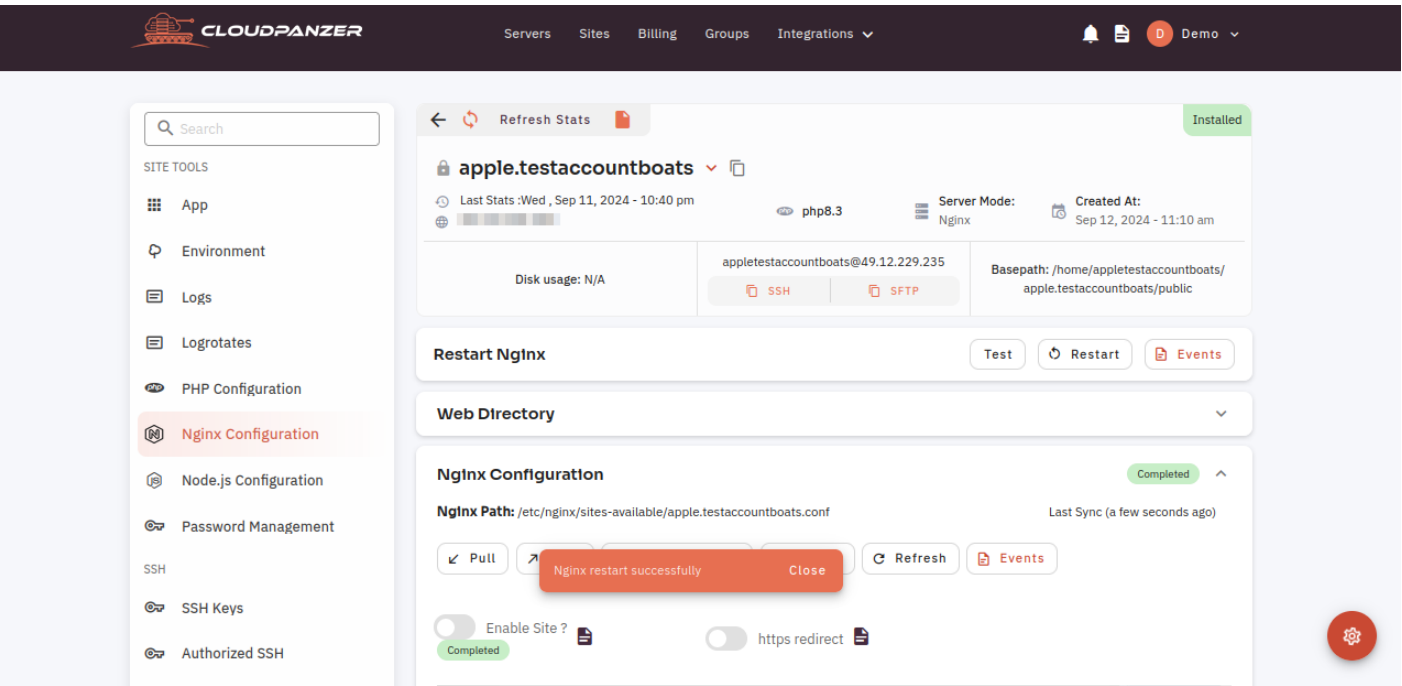 CLOUDPANZER
Servers Sites Billing Groups Integrations
D Demo
Search
SITE TOOLS
App
Environment
Logs
Logrotates
php PHP Configuration
N Nginx Configuration
JS Node.js Configuration
Password Management
SSH
SSH Keys
Authorized SSH
Refresh Stats
Installed
apple.testaccountboats
Last Stats :Wed , Sep 11, 2024 - 10:40 pm
php php8.3
Server Mode:
Nginx
Created At:
Sep 12, 2024 - 11:10 am
Disk usage: N/A
appletestaccountboats@49.12.229.235
SSH SFTP
Basepath: /home/appletestaccountboats/
apple.testaccountboats/public
Restart Nginx
Test Restart Events
Web Directory
Nginx Configuration
Completed
Nginx Path: /etc/nginx/sites-available/apple.testaccountboats.conf
Last Sync (a few seconds ago)
Pull Refresh Events
Nginx restart successfully Close
Enable Site ?
Completed
https redirect